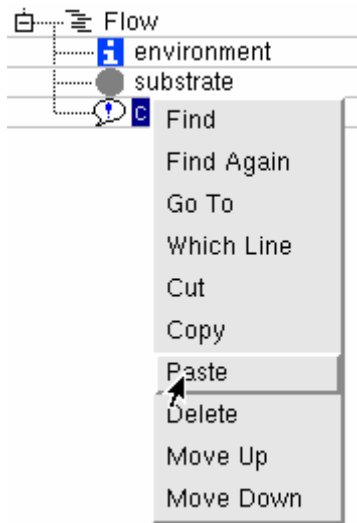 Flow
environment
substrate
c
Find
Find Again
Go To
Which Line
Cut
Copy
Paste
Delete
Move Up
Move Down